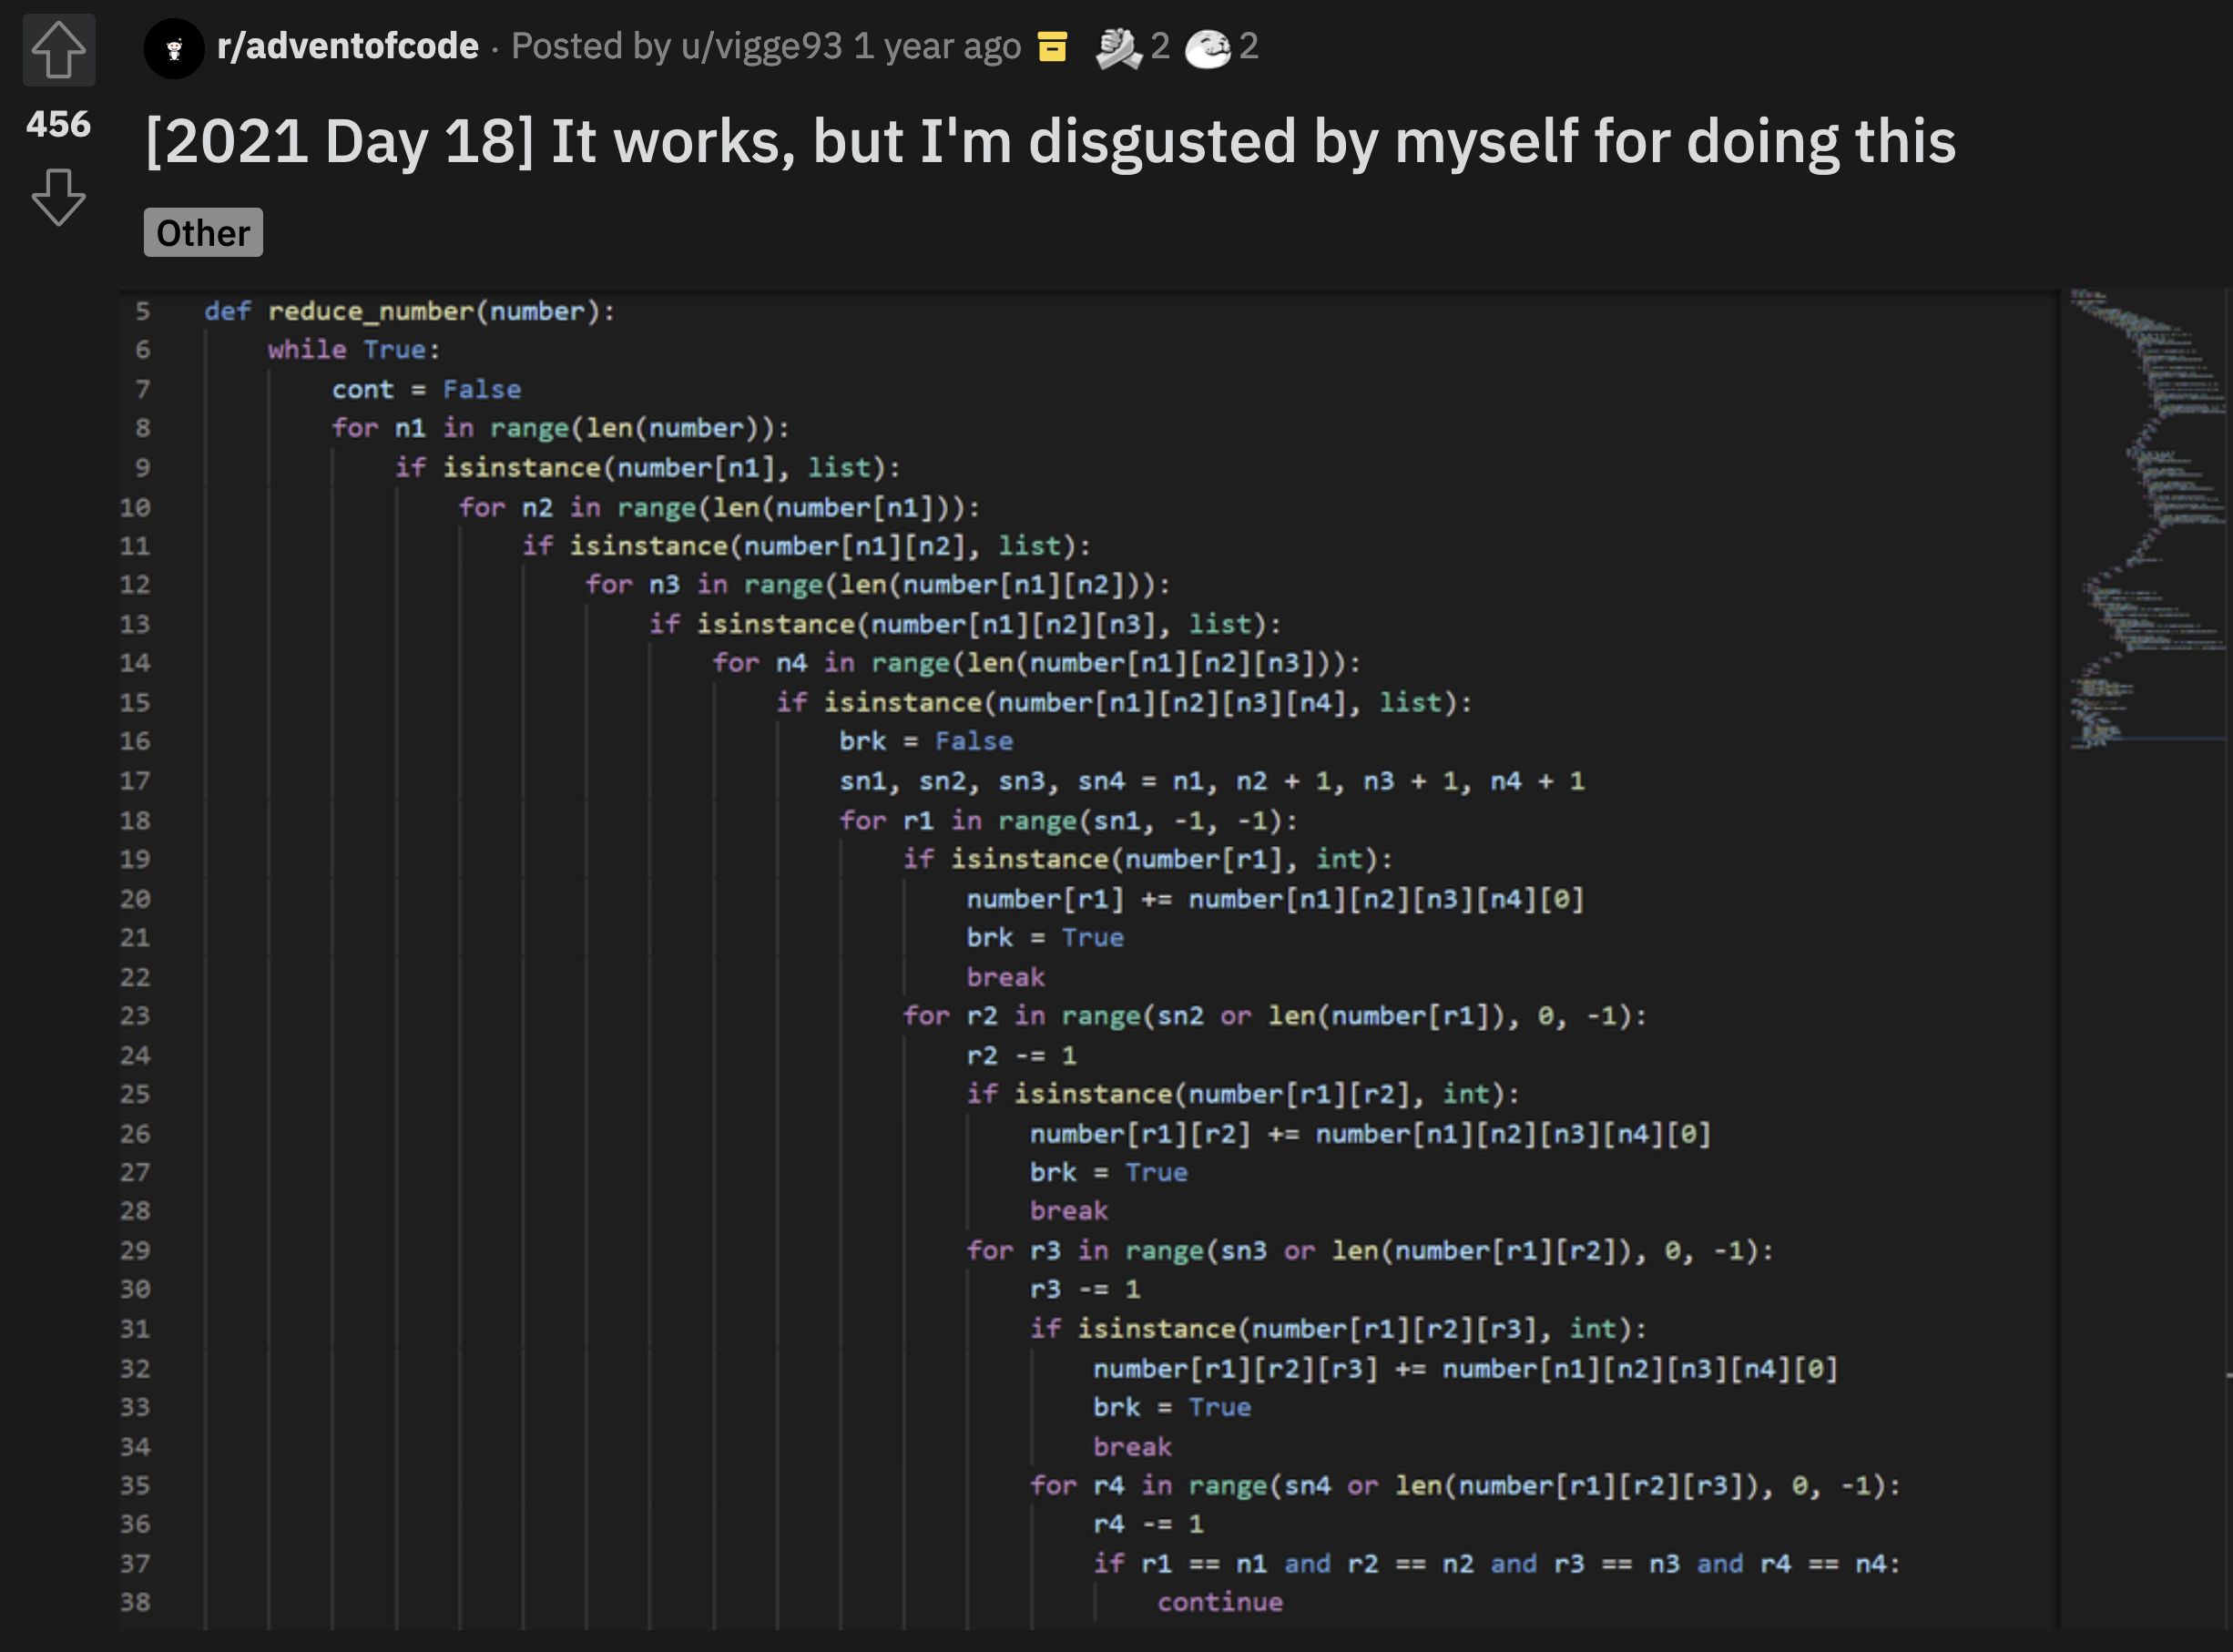 r/adventofcode · Posted by u/vigge93 1 year ago 2 2
456
[2021 Day 18] It works, but I'm disgusted by myself for doing this
Other
5 def reduce_number(number):
6 while True:
7 cont = False
8 for n1 in range(len(number)):
9 if isinstance(number[n1], list):
10 for n2 in range(len(number[n1])):
11 if isinstance(number[n1][n2], list):
12 for n3 in range(len(number[n1][n2])):
13 if isinstance(number[n1][n2][n3], list):
14 for n4 in range(len(number[n1][n2][n3])):
15 if isinstance(number[n1][n2][n3][n4], list):
16 brk = False
17 sn1, sn2, sn3, sn4 = n1, n2 + 1, n3 + 1, n4 + 1
18 for r1 in range(sn1, -1, -1):
19 if isinstance(number[r1], int):
20 number[r1] += number[n1][n2][n3][n4][0]
21 brk = True
22 break
23 for r2 in range(sn2 or len(number[r1]), 0, -1):
24 r2 -= 1
25 if isinstance(number[r1][r2], int):
26 number[r1][r2] += number[n1][n2][n3][n4][0]
27 brk = True
28 break
29 for r3 in range(sn3 or len(number[r1][r2]), 0, -1):
30 r3 -= 1
31 if isinstance(number[r1][r2][r3], int):
32 number[r1][r2][r3] += number[n1][n2][n3][n4][0]
33 brk = True
34 break
35 for r4 in range(sn4 or len(number[r1][r2][r3]), 0, -1):
36 r4 -= 1
37 if r1 == n1 and r2 == n2 and r3 == n3 and r4 == n4:
38 continue